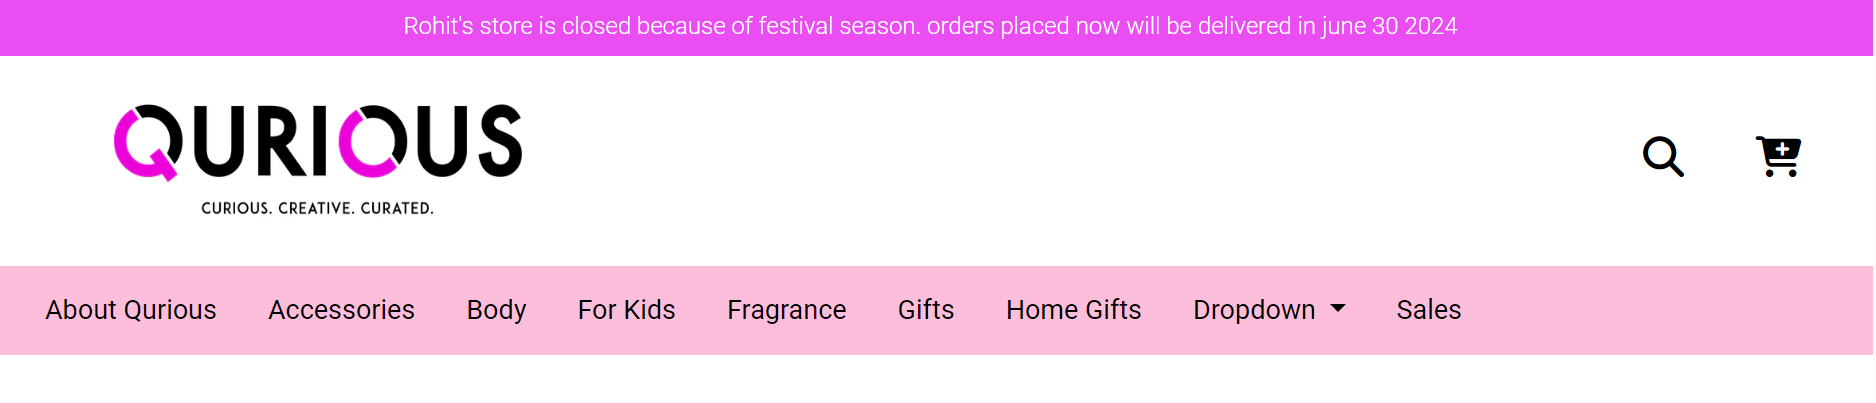 Rohit's store is closed because of festival season. orders placed now will be delivered in june 30 2024
QURIOUS
CURIOUS. CREATIVE. CURATED.
About Qurious Accessories Body For Kids Fragrance Gifts Home Gifts Dropdown Sales